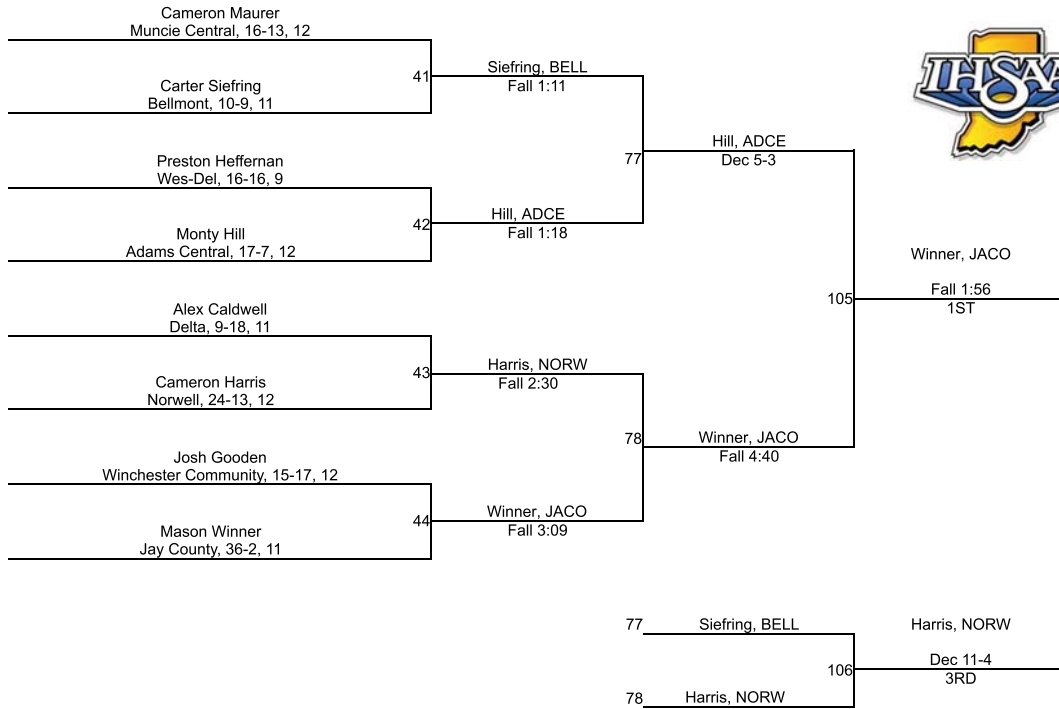 Cameron Maurer
Muncie Central, 16-13, 12
41
Carter Siefring
Bellmont, 10-9, 11
Siefring, BELL
Fall 1:11
Preston Heffernan
Wes-Del, 16-16, 9
42
Monty Hill
Adams Central, 17-7, 12
Hill, ADCE
Fall 1:18
77
Hill, ADCE
Dec 5-3
Alex Caldwell
Delta, 9-18, 11
43
Cameron Harris
Norwell, 24-13, 12
Harris, NORW
Fall 2:30
Josh Gooden
Winchester Community, 15-17, 12
44
Mason Winner
Jay County, 36-2, 11
Winner, JACO
Fall 3:09
78
Winner, JACO
Fall 4:40
105
Winner, JACO
Fall 1:56
1ST
IHSAA
77
Siefring, BELL
106
78
Harris, NORW
Harris, NORW
Dec 11-4
3RD